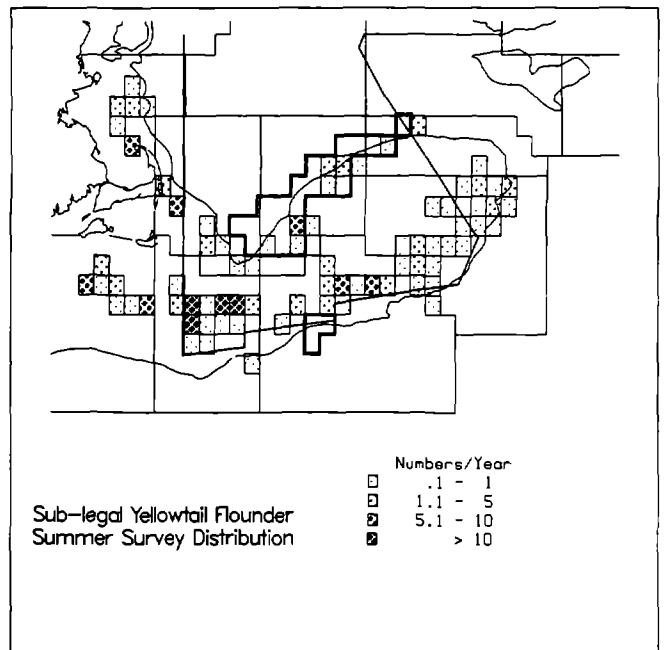 Numbers/Year
.1 - 1
1.1 - 5
5.1 - 10
> 10
Sub-legal Yellowtail Flounder
Summer Survey Distribution